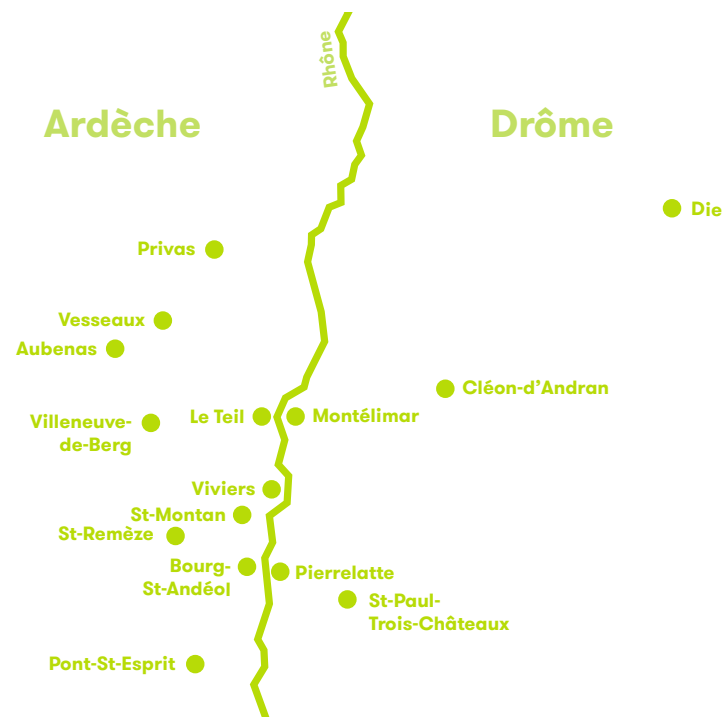 Rhône
Ardèche
Drôme
Die
Privas
Vesseaux
Aubenas
Cléon-d’Andran
Le Teil
Montélimar
Villeneuve-
de-Berg
Viviers
St-Montan
St-Remèze
Bourg-
St-Andéol
Pierrelatte
St-Paul-
Trois-Châteaux
Pont-St-Esprit